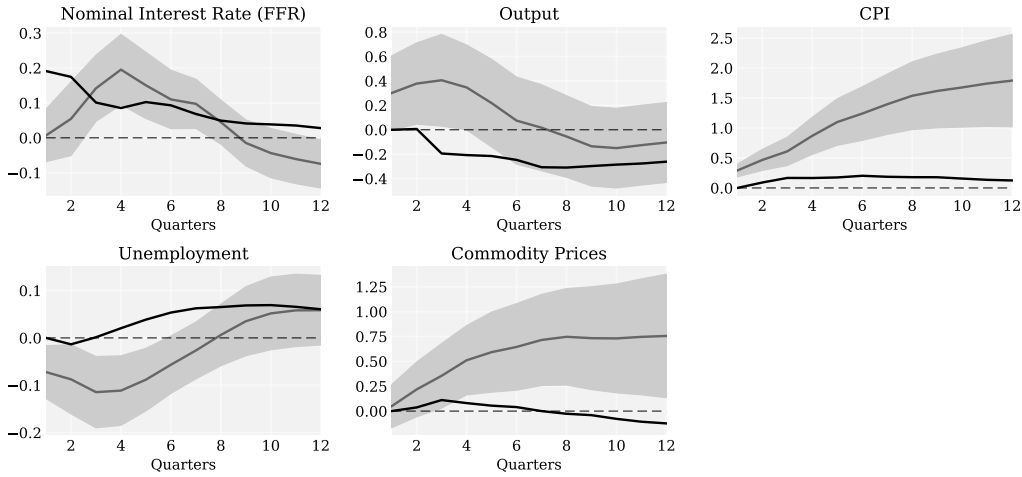 Nominal Interest Rate (FFR)
0.3
0.2
0.1
0.0
−0.1
2 4 6 8 10 12
Quarters
Output
0.8
0.6
0.4
0.2
0.0
−0.2
−0.4
2 4 6 8 10 12
Quarters
CPI
2.5
2.0
1.5
1.0
0.5
0.0
2 4 6 8 10 12
Quarters
Unemployment
0.1
0.0
−0.1
−0.2
2 4 6 8 10 12
Quarters
Commodity Prices
1.25
1.00
0.75
0.50
0.25
0.00
2 4 6 8 10 12
Quarters